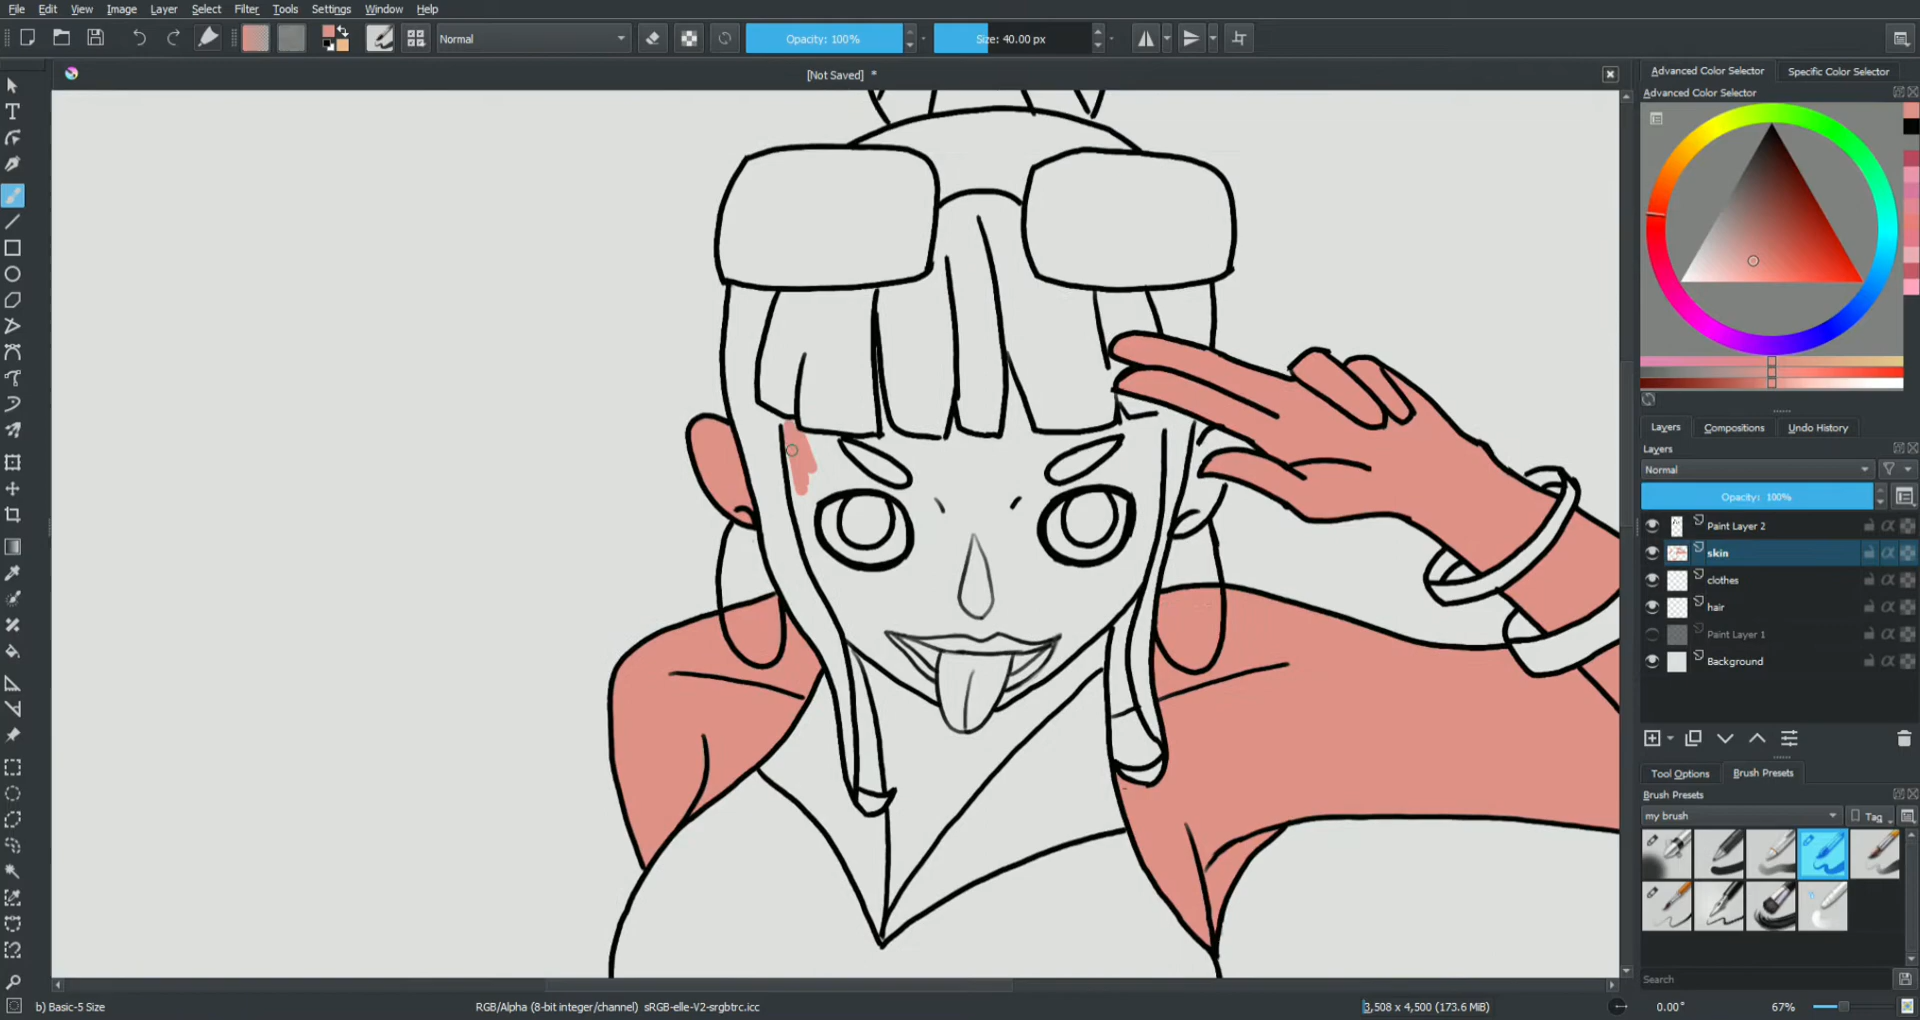 File Edit View Image Layer Select Filter Tools Settings Window Help
Normal
Opacity: 100%
Size: 40.00 px
[Not Saved] *
Advanced Color Selector
Specific Color Selector
Advanced Color Selector
Layers
Compositions
Undo History
Layers
Normal
Opacity: 100%
Paint Layer 2
skin
clothes
hair
Paint Layer 1
Background
Tool Options
Brush Presets
Brush Presets
my brush
Tag
Search
b) Basic-5 Size
RGB/Alpha (8-bit integer/channel) sRGB-elle-V2-srgbtrc.icc
3,508 x 4,500 (173.6 MiB)
0.00°
67%